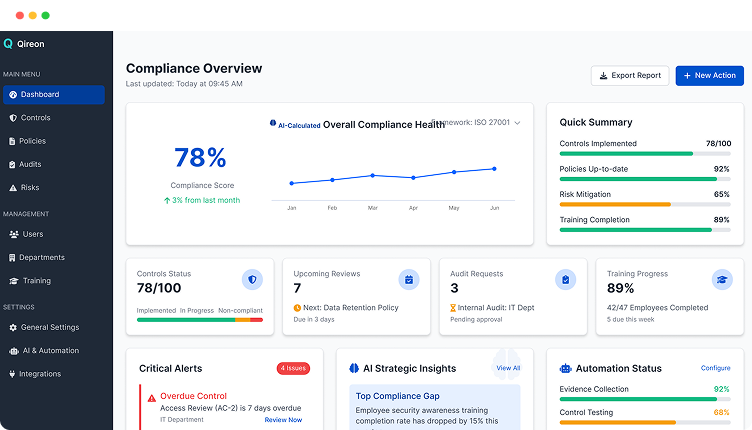 Qireon
MAIN MENU
Dashboard
Controls
Policies
Audits
Risks
MANAGEMENT
Users
Departments
Training
SETTINGS
General Settings
AI & Automation
Integrations
Compliance Overview
Last updated: Today at 09:45 AM
Export Report
New Action
AI-Calculated Overall Compliance Health
Framework: ISO 27001
78%
Compliance Score
3% from last month
Jan Feb Mar Apr May Jun
Quick Summary
Controls Implemented 78/100
Policies Up-to-date 92%
Risk Mitigation 65%
Training Completion 89%
Controls Status
78/100
Implemented In Progress Non-compliant
Upcoming Reviews
7
Next: Data Retention Policy
Due in 3 days
Audit Requests
3
Internal Audit: IT Dept
Pending approval
Training Progress
89%
42/47 Employees Completed
5 due this week
Critical Alerts
4 Issues
Overdue Control
Access Review (AC-2) is 7 days overdue
IT Department Review Now
AI Strategic Insights
View All
Top Compliance Gap
Employee security awareness training
completion rate has dropped by 15% this
Automation Status
Configure
Evidence Collection 92%
Control Testing 68%